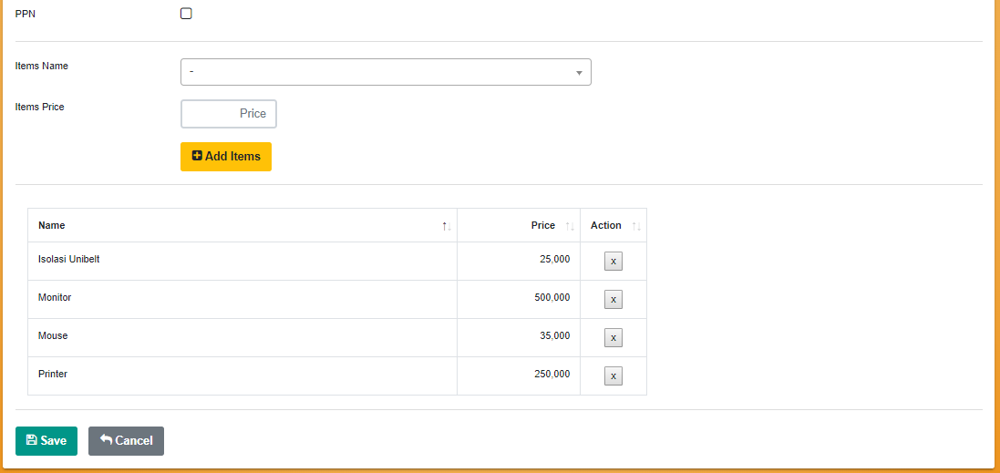 PPN
Items Name
-
Items Price
Price
Add Items
Name Price Action
Isolasi Unibelt 25,000 x
Monitor 500,000 x
Mouse 35,000 x
Printer 250,000 x
Save Cancel